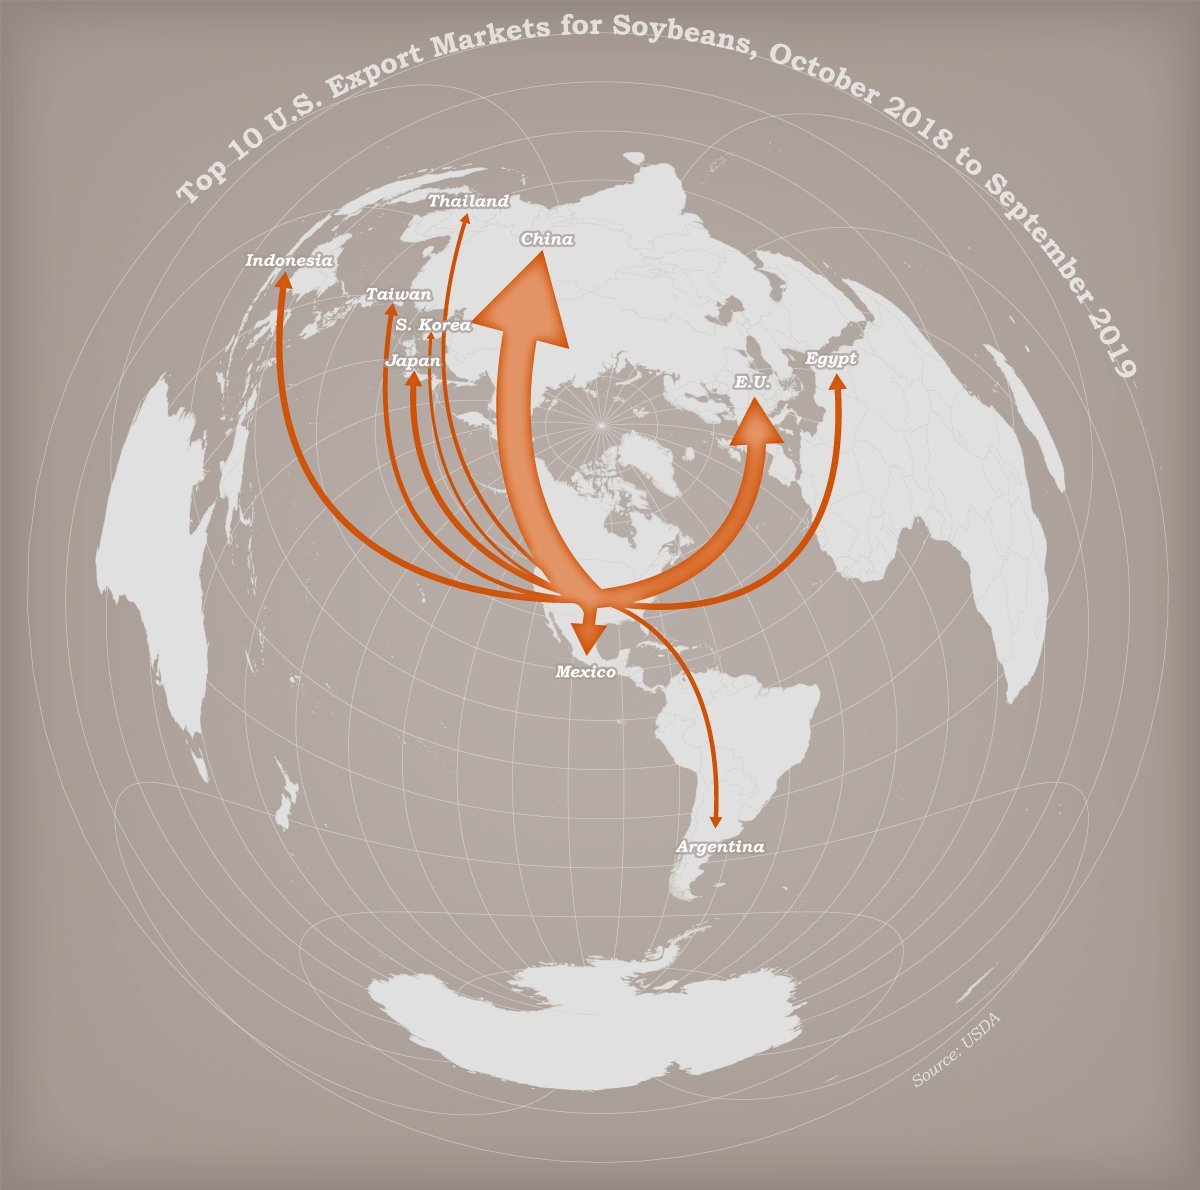 Top 10 U.S. Export Markets for Soybeans, October 2018 to September 2019
Thailand
China
Indonesia
Taiwan
S. Korea
Japan
Egypt
E.U.
Mexico
Argentina
Source: USDA